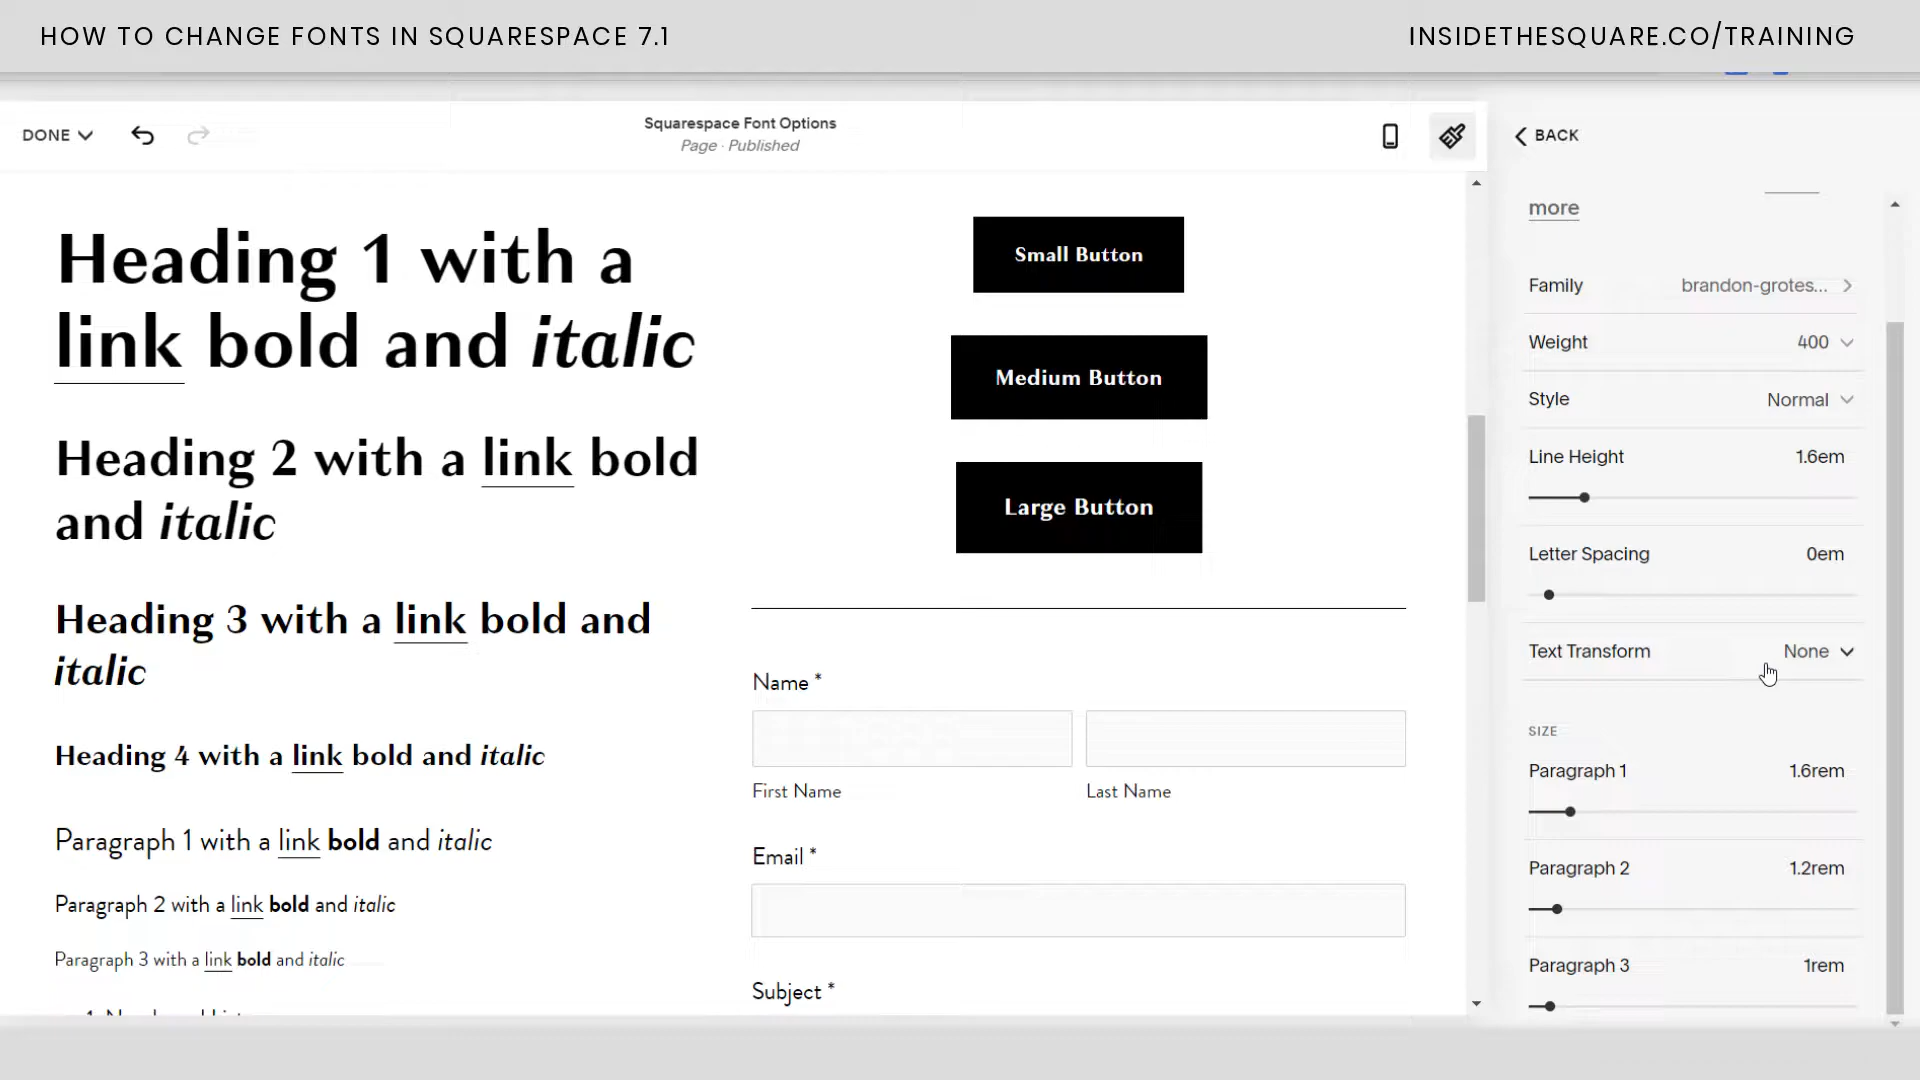 HOW TO CHANGE FONTS IN SQUARESPACE 7.1
INSIDETHESQUARE.CO/TRAINING
DONE
Squarespace Font Options
Page · Published
BACK
Heading 1 with a
link bold and italic
Heading 2 with a link bold
and italic
Heading 3 with a link bold and
italic
Heading 4 with a link bold and italic
Paragraph 1 with a link bold and italic
Paragraph 2 with a link bold and italic
Paragraph 3 with a link bold and italic
Small Button
Medium Button
Large Button
Name *
First Name
Last Name
Email *
Subject *
more
Family brandon-grotes...
Weight 400
Style Normal
Line Height 1.6em
Letter Spacing 0em
Text Transform None
SIZE
Paragraph 1 1.6rem
Paragraph 2 1.2rem
Paragraph 3 1rem